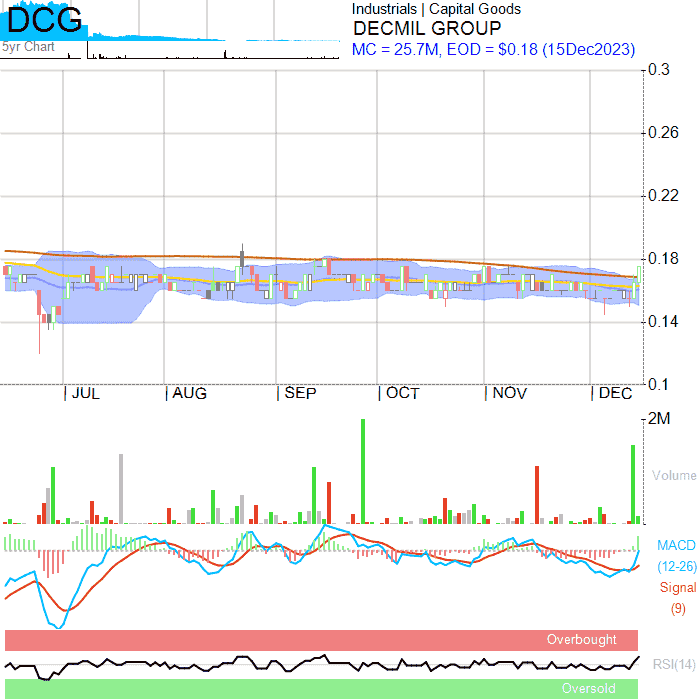 DCG
5yr Chart
Industrials | Capital Goods
DECMIL GROUP
MC = 25.7M, EOD = $0.18 (15Dec2023)
0.3
0.26
0.22
0.18
0.14
0.1
| JUL | AUG | SEP | OCT | NOV | DEC
2M
Volume
MACD
(12-26)
Signal
(9)
Overbought
RSI(14)
Oversold